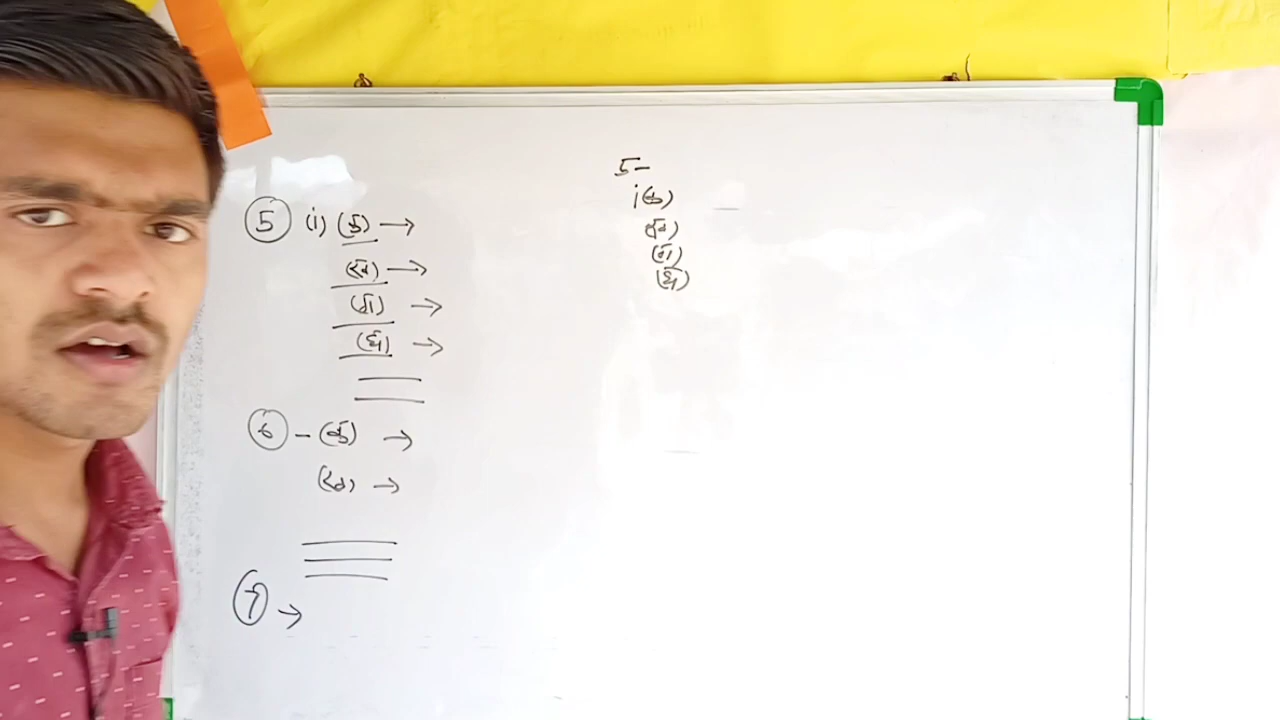 5 (i) (क) →
(ख) →
(ग) →
(घ) →
6 - (क) →
(ख) →
7 →
5-
i (क)
(ख)
(ग)
(घ)